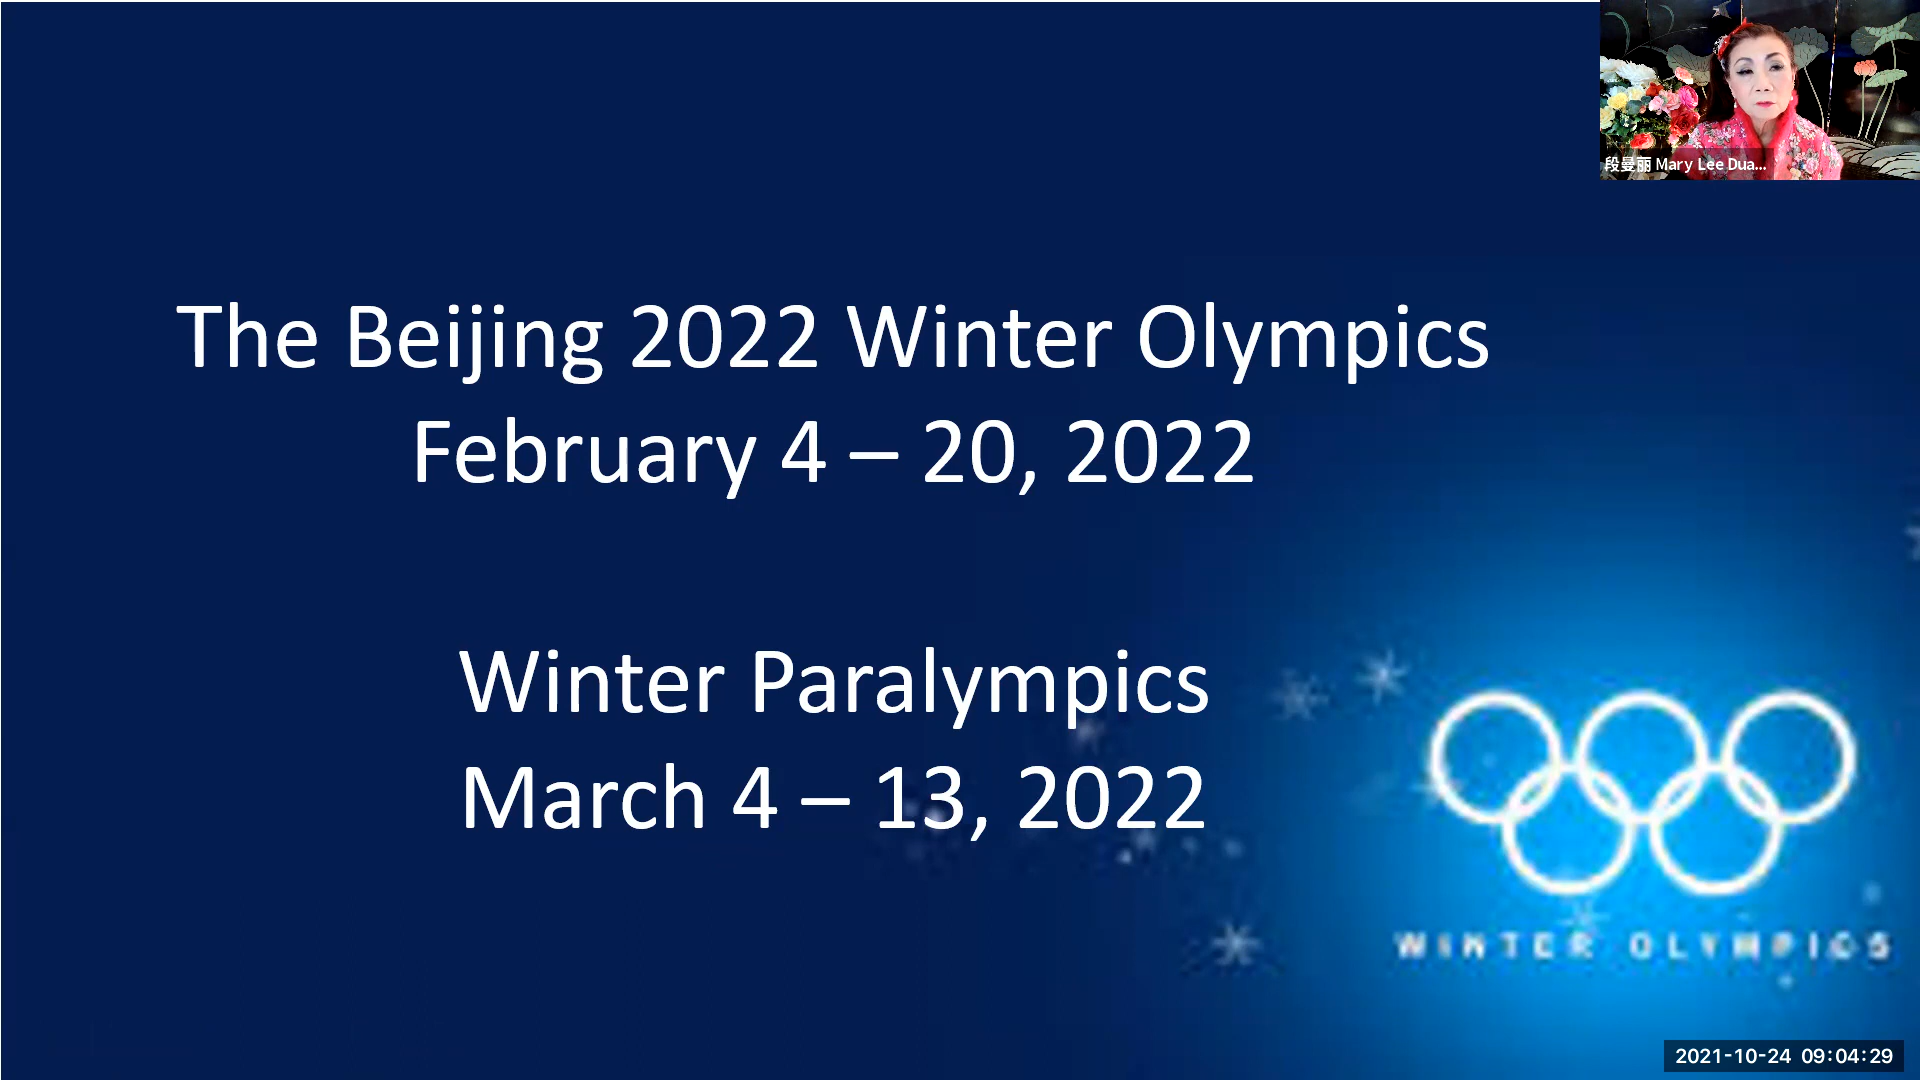 段曼丽 Mary Lee Dua...
The Beijing 2022 Winter Olympics
February 4 – 20, 2022
Winter Paralympics
March 4 – 13, 2022
WINTER OLYMPICS
2021-10-24 09:04:29